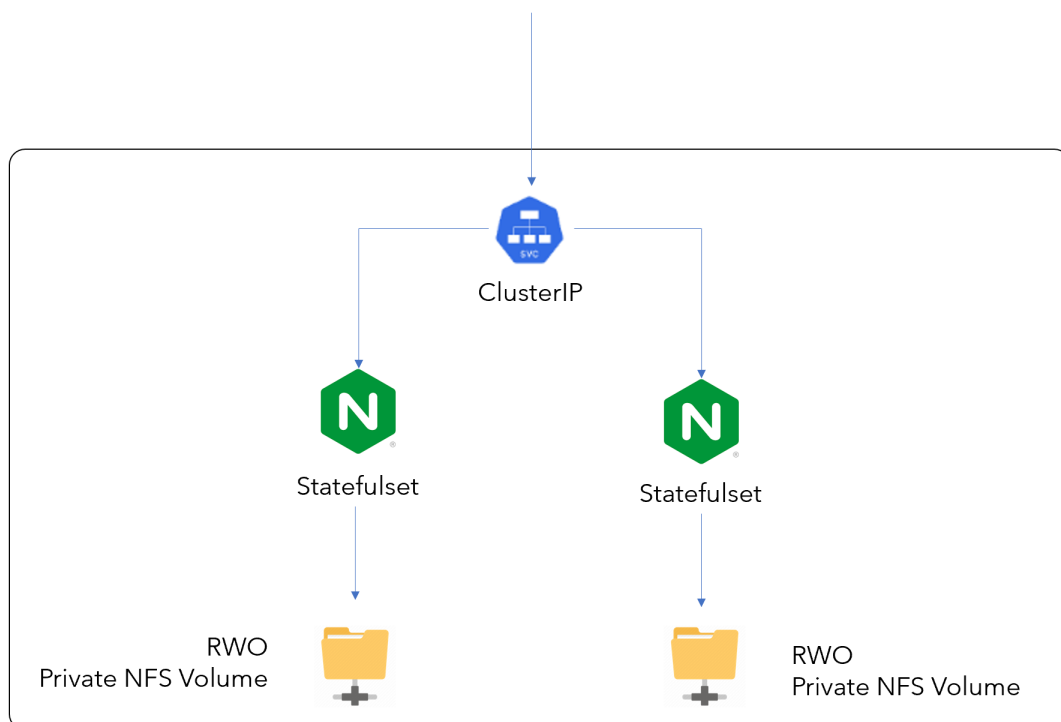 SVC
ClusterIP
N
®
Statefulset
N
®
Statefulset
RWO
Private NFS Volume
RWO
Private NFS Volume